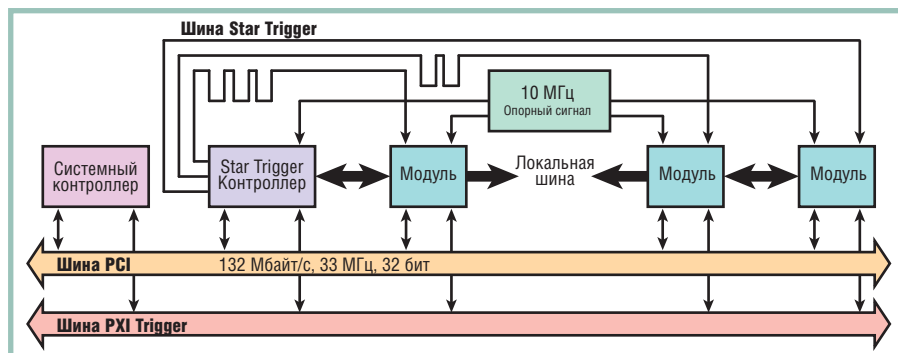 Шина Star Trigger
10 МГц
Опорный сигнал
Системный
контроллер
Star Trigger
Контроллер
Модуль
Локальная
шина
Модуль
Модуль
Шина PCI
132 Мбайт/с, 33 МГц, 32 бит
Шина PXI Trigger